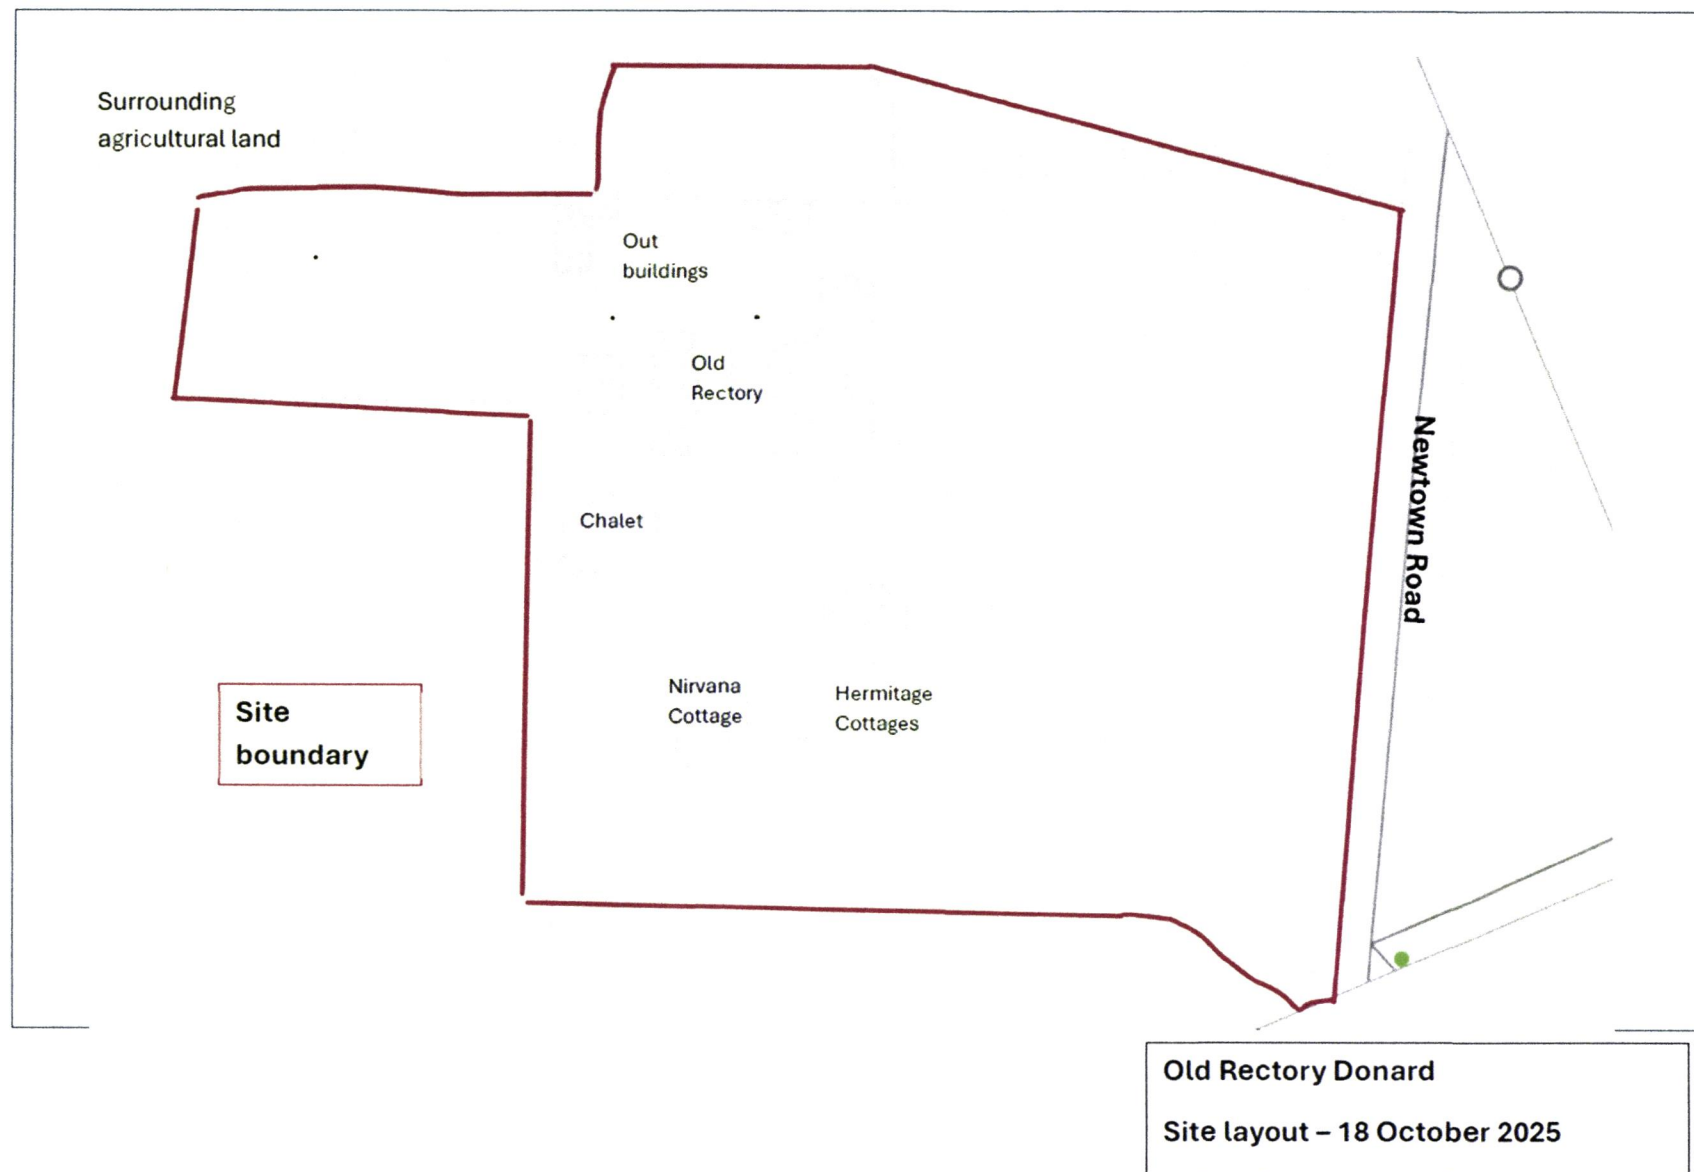 Surrounding
agricultural land
Out
buildings
Old
Rectory
Newtown Road
Chalet
Nirvana
Cottage
Hermitage
Cottages
Site
boundary
Old Rectory Donard
Site layout – 18 October 2025